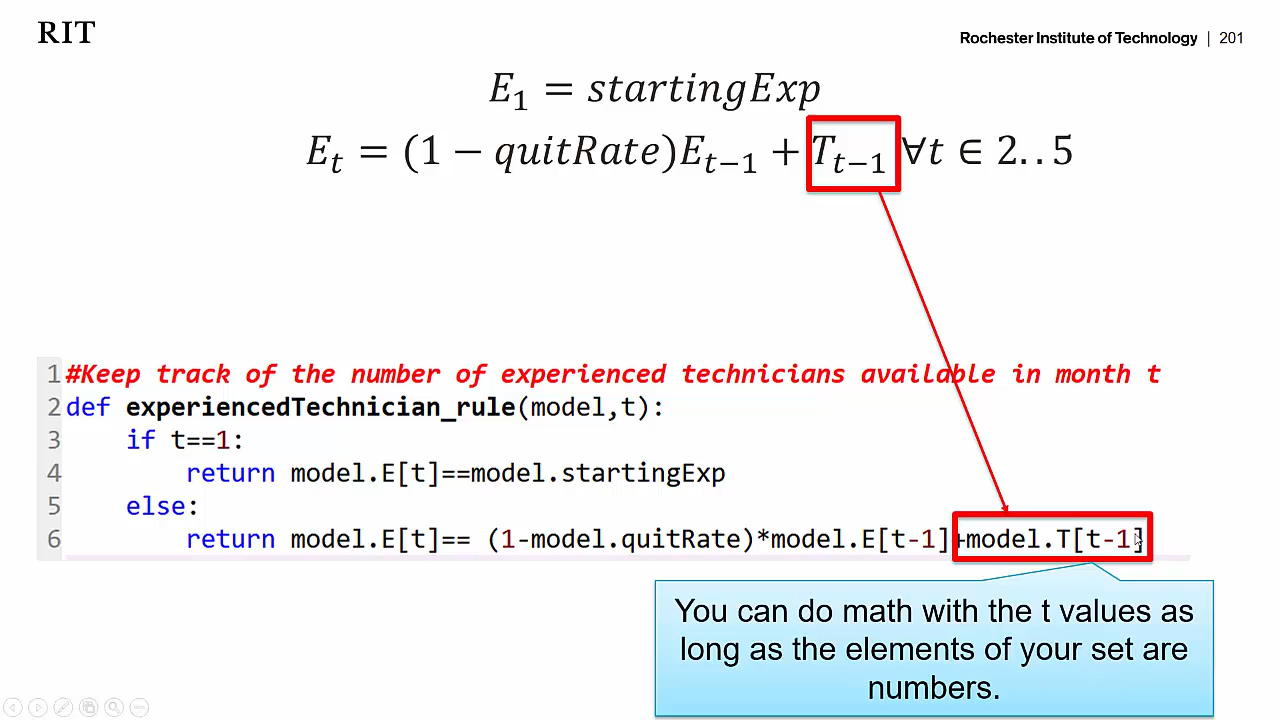 RIT
Rochester Institute of Technology | 201
E₁ = startingExp
Eₜ = (1 − quitRate)Eₜ₋₁ + Tₜ₋₁ ∀t ∈ 2..5
1 #Keep track of the number of experienced technicians available in month t
2 def experiencedTechnician_rule(model,t):
3     if t==1:
4         return model.E[t]==model.startingExp
5     else:
6         return model.E[t]== (1-model.quitRate)*model.E[t-1]+model.T[t-1]
You can do math with the t values as
long as the elements of your set are
numbers.